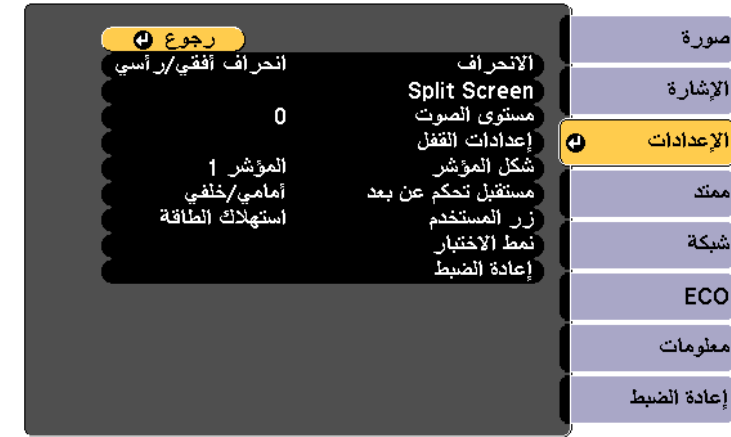 صورة
الإشارة
الإعدادات
ممتد
شبكة
ECO
معلومات
إعادة الضبط
رجوع
الانحراف انحراف أفقي/رأسي
Split Screen
مستوى الصوت 0
إعدادات القفل
شكل المؤشر المؤشر 1
مستقبل تحكم عن بعد أمامي/خلفي
زر المستخدم استهلاك الطاقة
نمط الاختبار
إعادة الضبط